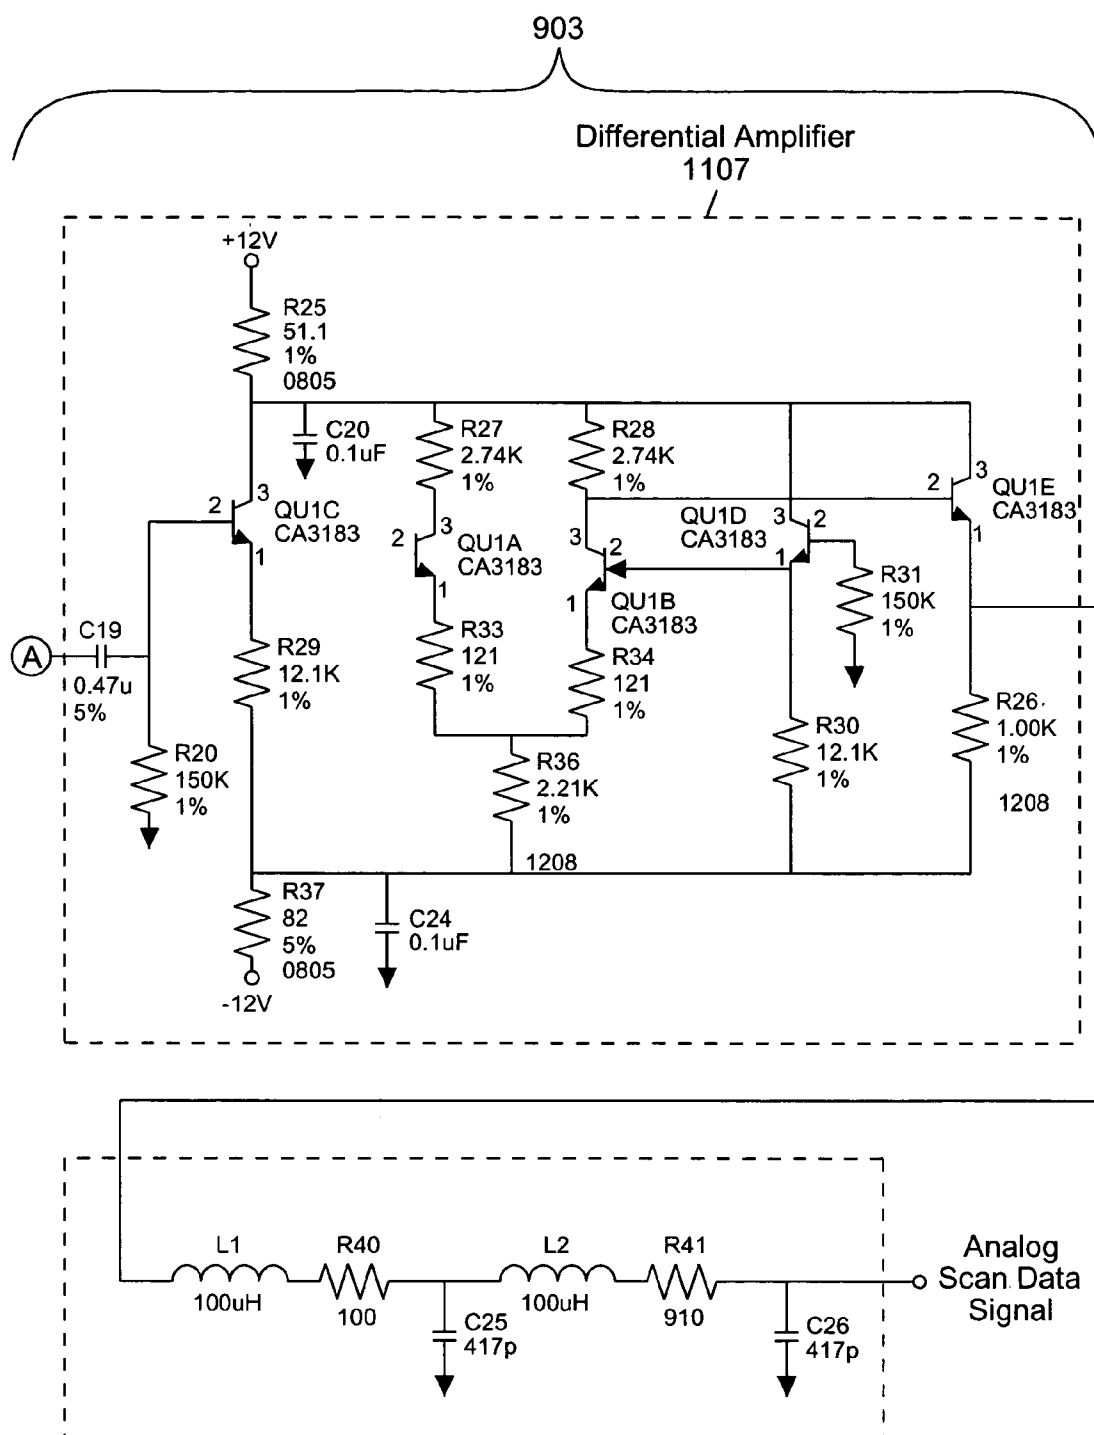 903
Differential Amplifier
1107
+12V
R25
51.1
1%
0805
C20
0.1uF
R27
2.74K
1%
R28
2.74K
1%
2
3
1
QU1C
CA3183
2
3
1
QU1A
CA3183
3
2
1
QU1B
CA3183
QU1D
CA3183
3
2
1
2
3
1
QU1E
CA3183
R31
150K
1%
A
C19
0.47u
5%
R29
12.1K
1%
R33
121
1%
R34
121
1%
R20
150K
1%
R36
2.21K
1%
1208
R30
12.1K
1%
R26
1.00K
1%
1208
R37
82
5%
0805
-12V
C24
0.1uF
L1
100uH
R40
100
C25
417p
L2
100uH
R41
910
C26
417p
Analog
Scan Data
Signal